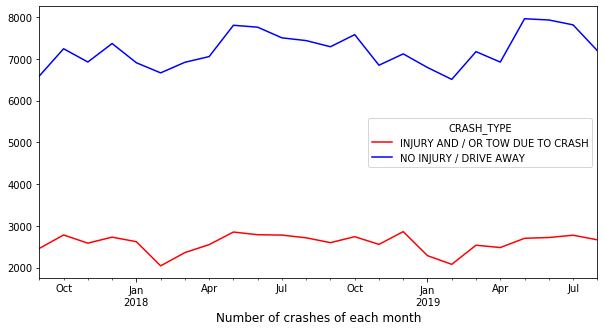 8000
7000
6000
5000
4000
3000
2000
CRASH_TYPE
INJURY AND / OR TOW DUE TO CRASH
NO INJURY / DRIVE AWAY
Oct Jan Apr Jul Oct Jan Apr Jul
2018 2019
Number of crashes of each month